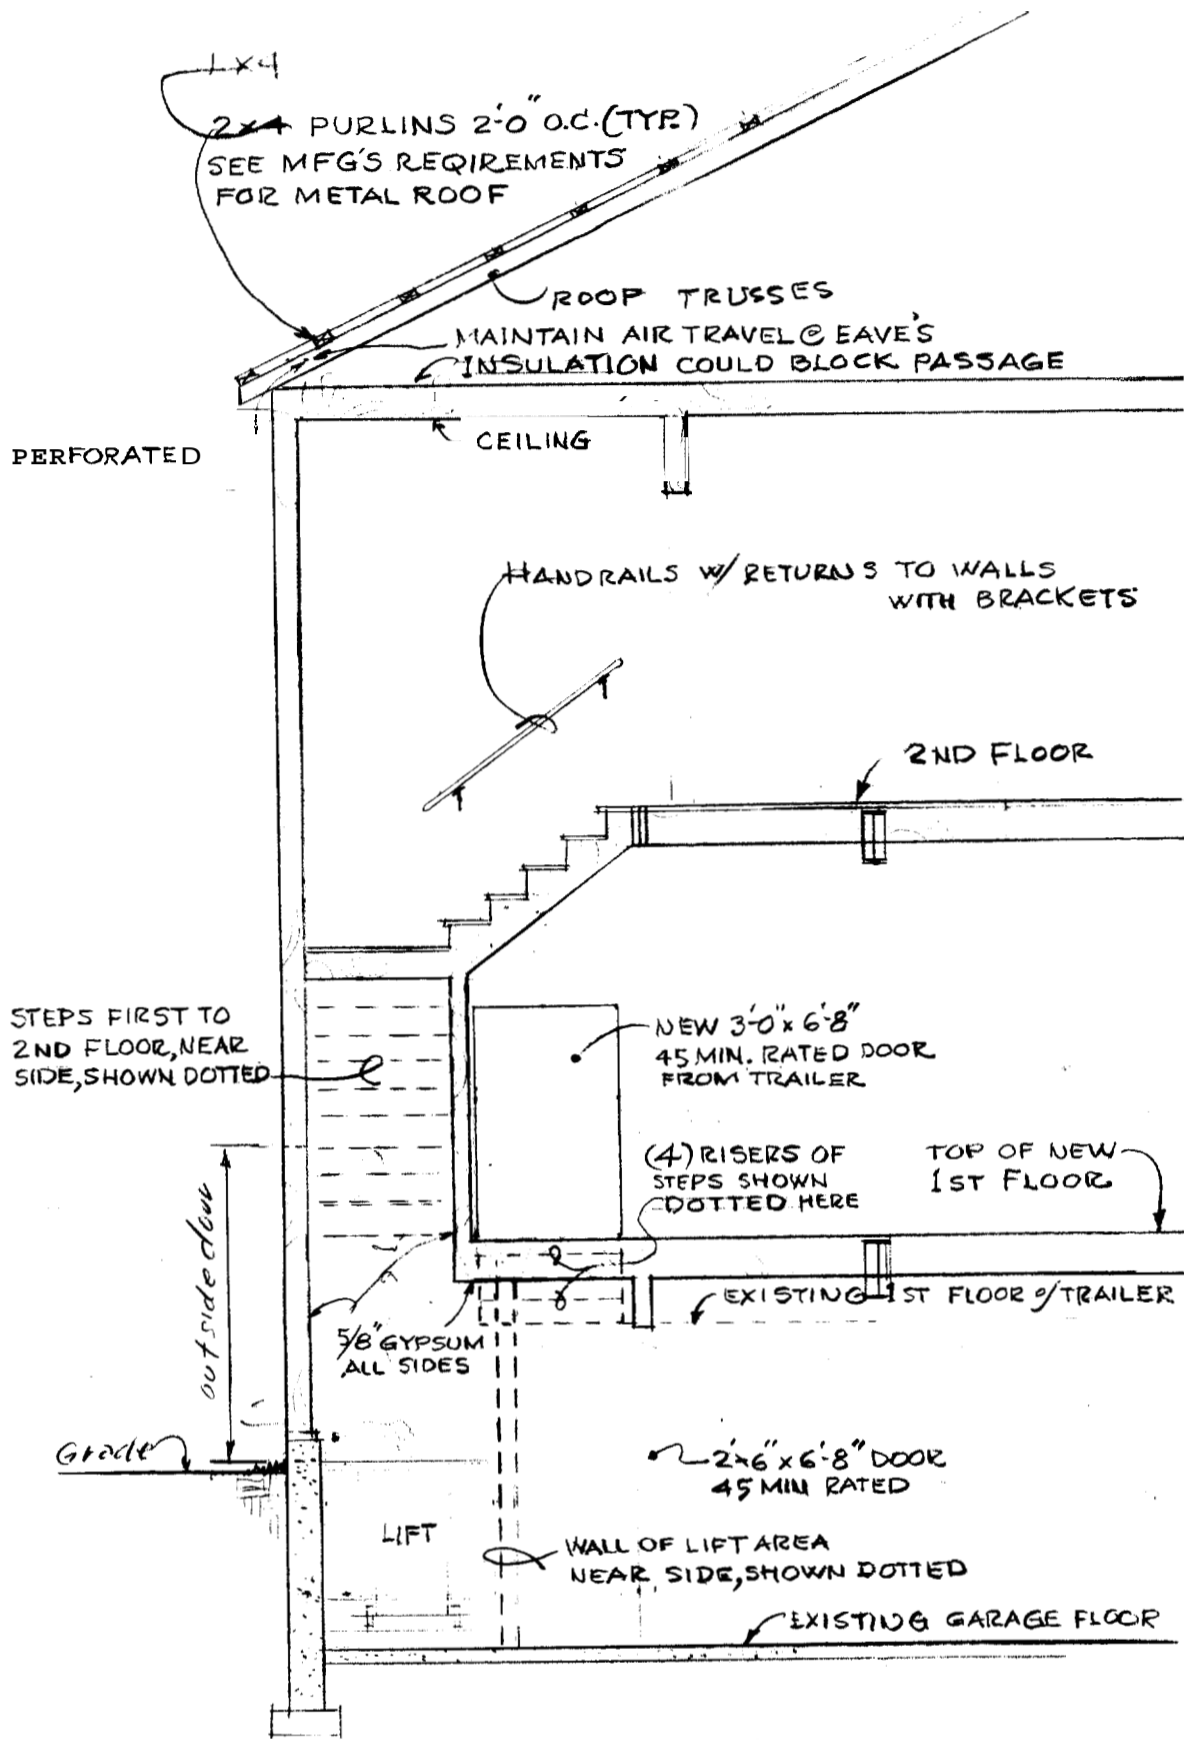 1x4
2x4 PURLINS 2'-0" O.C. (TYP.)
SEE MFG'S REQIREMENTS
FOR METAL ROOF
ROOF TRUSSES
MAINTAIN AIR TRAVEL @ EAVE'S
INSULATION COULD BLOCK PASSAGE
CEILING
PERFORATED
HANDRAILS W/ RETURNS TO WALLS
WITH BRACKETS
2ND FLOOR
STEPS FIRST TO
2ND FLOOR, NEAR
SIDE, SHOWN DOTTED
NEW 3'-0" x 6'-8"
45 MIN. RATED DOOR
FROM TRAILER
(4) RISERS OF
STEPS SHOWN
DOTTED HERE
TOP OF NEW
1ST FLOOR
outside door
EXISTING 1ST FLOOR of TRAILER
5/8" GYPSUM
ALL SIDES
Grade
2'-6" x 6'-8" DOOR
45 MIN RATED
LIFT
WALL OF LIFT AREA
NEAR SIDE, SHOWN DOTTED
EXISTING GARAGE FLOOR